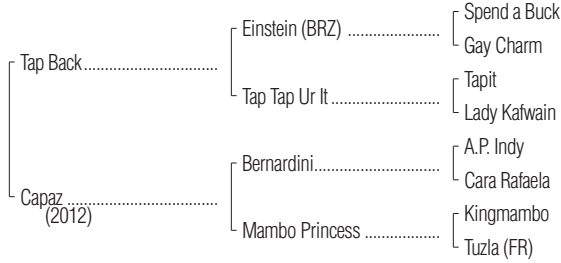 Spend a Buck
Einstein (BRZ) ....................
Gay Charm
Tap Back..............................
Tapit
Tap Tap Ur It ........................
Lady Kafwain
A.P. Indy
Bernardini............................
Cara Rafaela
Capaz .................................
(2012)
Kingmambo
Mambo Princess .................
Tuzla (FR)